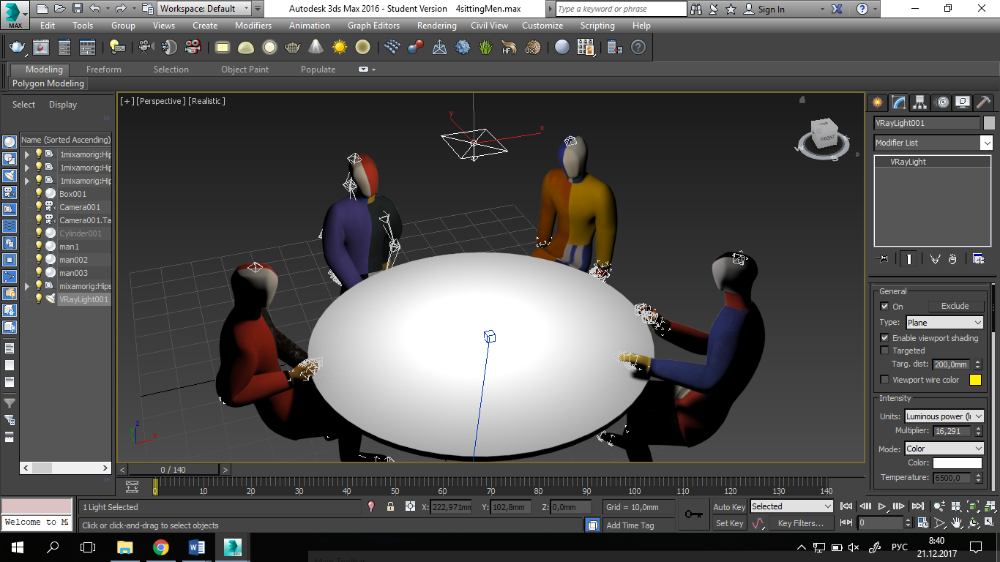 MAX
Workspace: Default
Autodesk 3ds Max 2016 - Student Version 4sittingMen.max
Type a keyword or phrase
Sign In
Edit Tools Group Views Create Modifiers Animation Graph Editors Rendering Civil View Customize Scripting Help
HF
OX
Modeling Freeform Selection Object Paint Populate
Polygon Modeling
Select Display
[+] [Perspective] [Realistic]
Name (Sorted Ascending)
1mixamorig:Hip
1mixamorig:Hip
1mixamorig:Hip
Box001
Camera001
Camera001.Ta
Cylinder001
man1
man002
man003
mixamorig:Hips
VRayLight001
y
x
FRONT
W
S
z
x
VRayLight001
Modifier List
VRayLight
General
On
Exclude
Type: Plane
Enable viewport shading
Targeted
Targ. dist: 200,0mm
Viewport wire color
Intensity
Units: Luminous power (
Multiplier: 16,291
Mode: Color
Color:
Temperature: 6500,0
< 0 / 140 >
0 10 20 30 40 50 60 70 80 90 100 110 120 130 140
1 Light Selected
X: 222,971mm Y: 102,8mm Z: 0,0mm
Grid = 10,0mm
Auto Key
Selected
Welcome to MA
Click or click-and-drag to select objects
Add Time Tag
Set Key
Key Filters...
0
РУС
8:40
21.12.2017